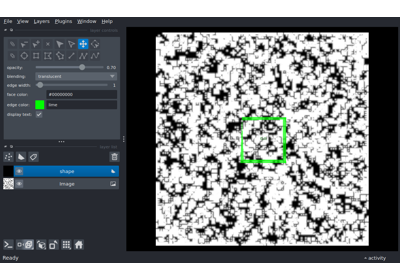 File View Layers Plugins Window Help
opacity: 0.70
blending: translucent
edge width: 1
face color: #00000000
edge color: lime
display text:
shape
Image
Ready
activity